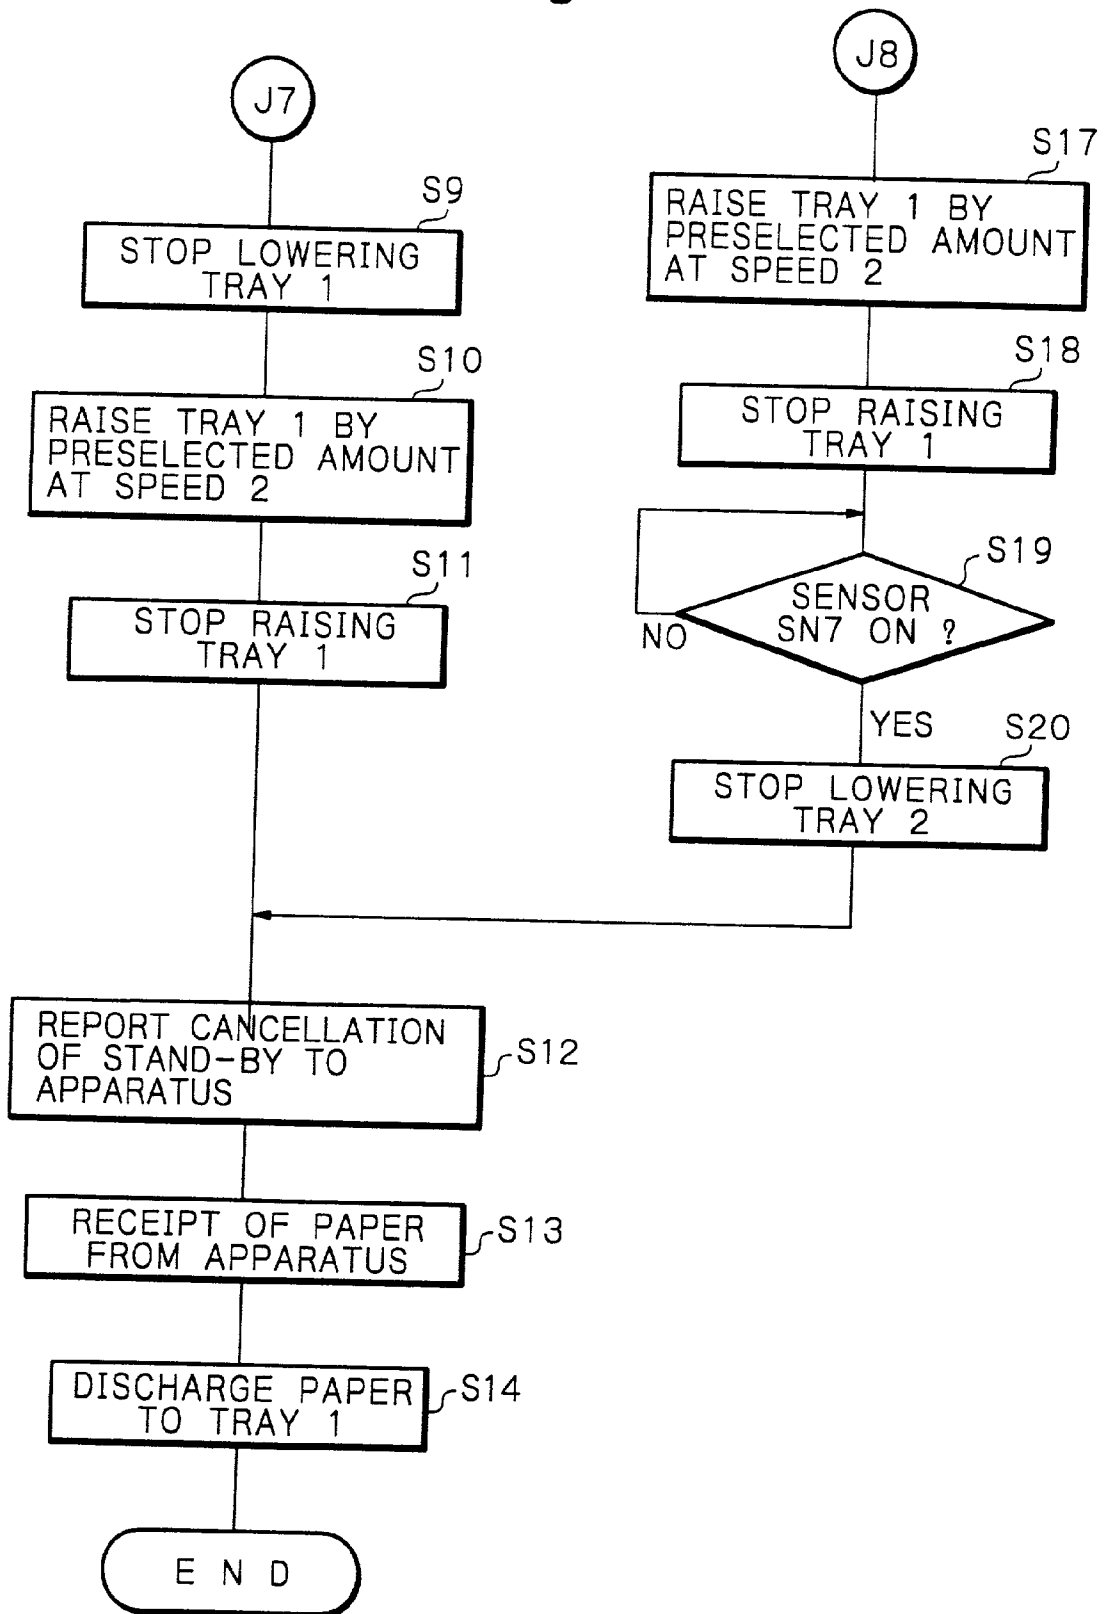 J7
S9
STOP LOWERING
TRAY 1
S10
RAISE TRAY 1 BY
PRESELECTED AMOUNT
AT SPEED 2
S11
STOP RAISING
TRAY 1
J8
S17
RAISE TRAY 1 BY
PRESELECTED AMOUNT
AT SPEED 2
S18
STOP RAISING
TRAY 1
S19
SENSOR
SN7 ON ?
NO
YES
S20
STOP LOWERING
TRAY 2
REPORT CANCELLATION
OF STAND-BY TO
APPARATUS
S12
RECEIPT OF PAPER
FROM APPARATUS
S13
DISCHARGE PAPER
TO TRAY 1
S14
END